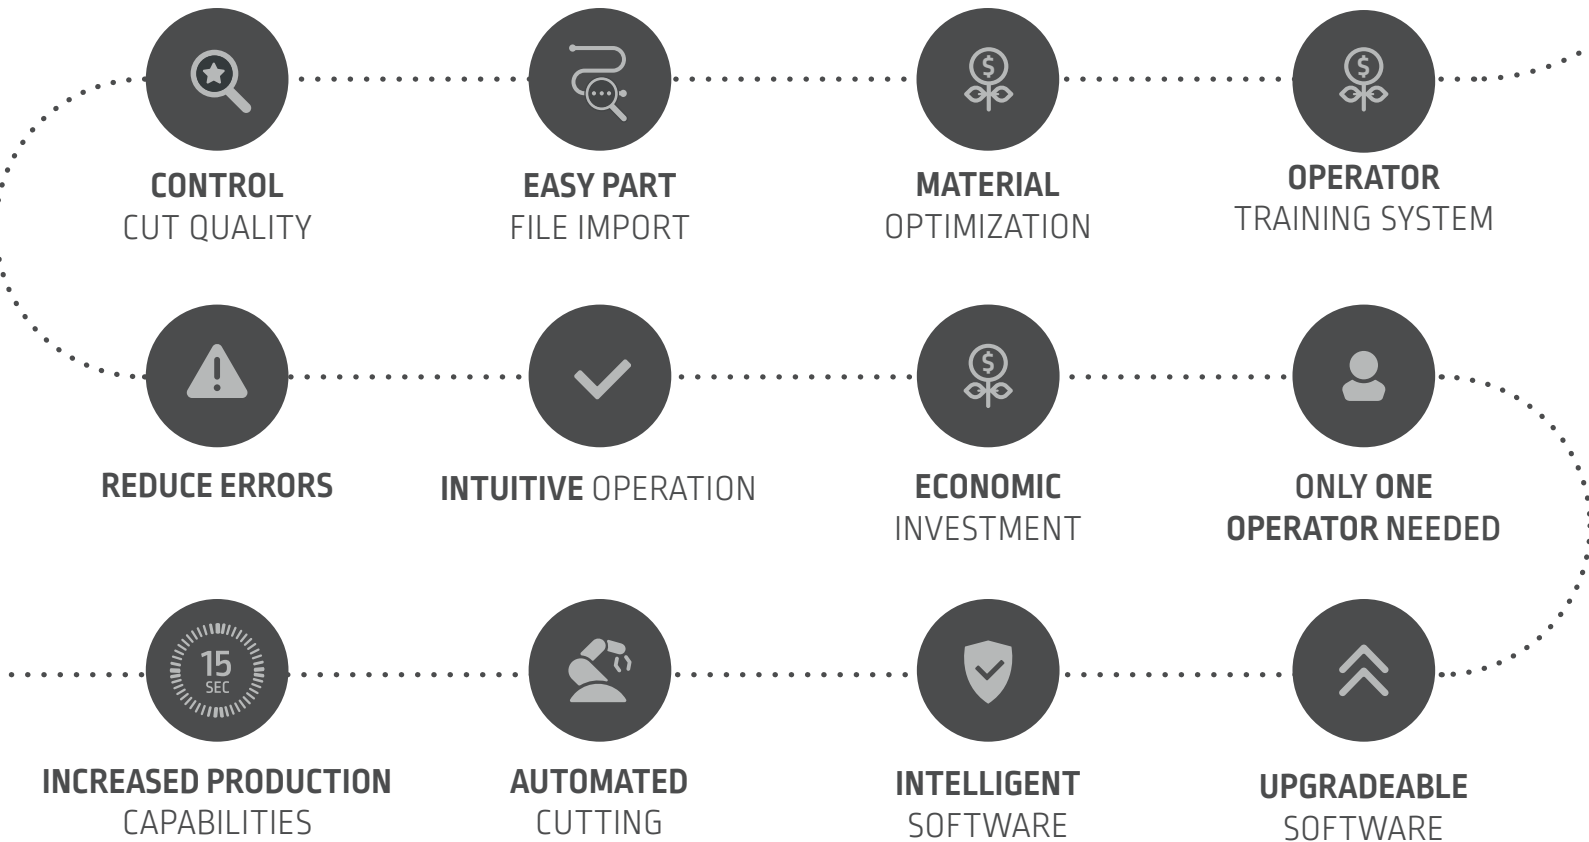 CONTROL
CUT QUALITY
EASY PART
FILE IMPORT
$
MATERIAL
OPTIMIZATION
$
OPERATOR
TRAINING SYSTEM
REDUCE ERRORS
INTUITIVE OPERATION
$
ECONOMIC
INVESTMENT
ONLY ONE
OPERATOR NEEDED
15
SEC
INCREASED PRODUCTION
CAPABILITIES
AUTOMATED
CUTTING
INTELLIGENT
SOFTWARE
UPGRADEABLE
SOFTWARE